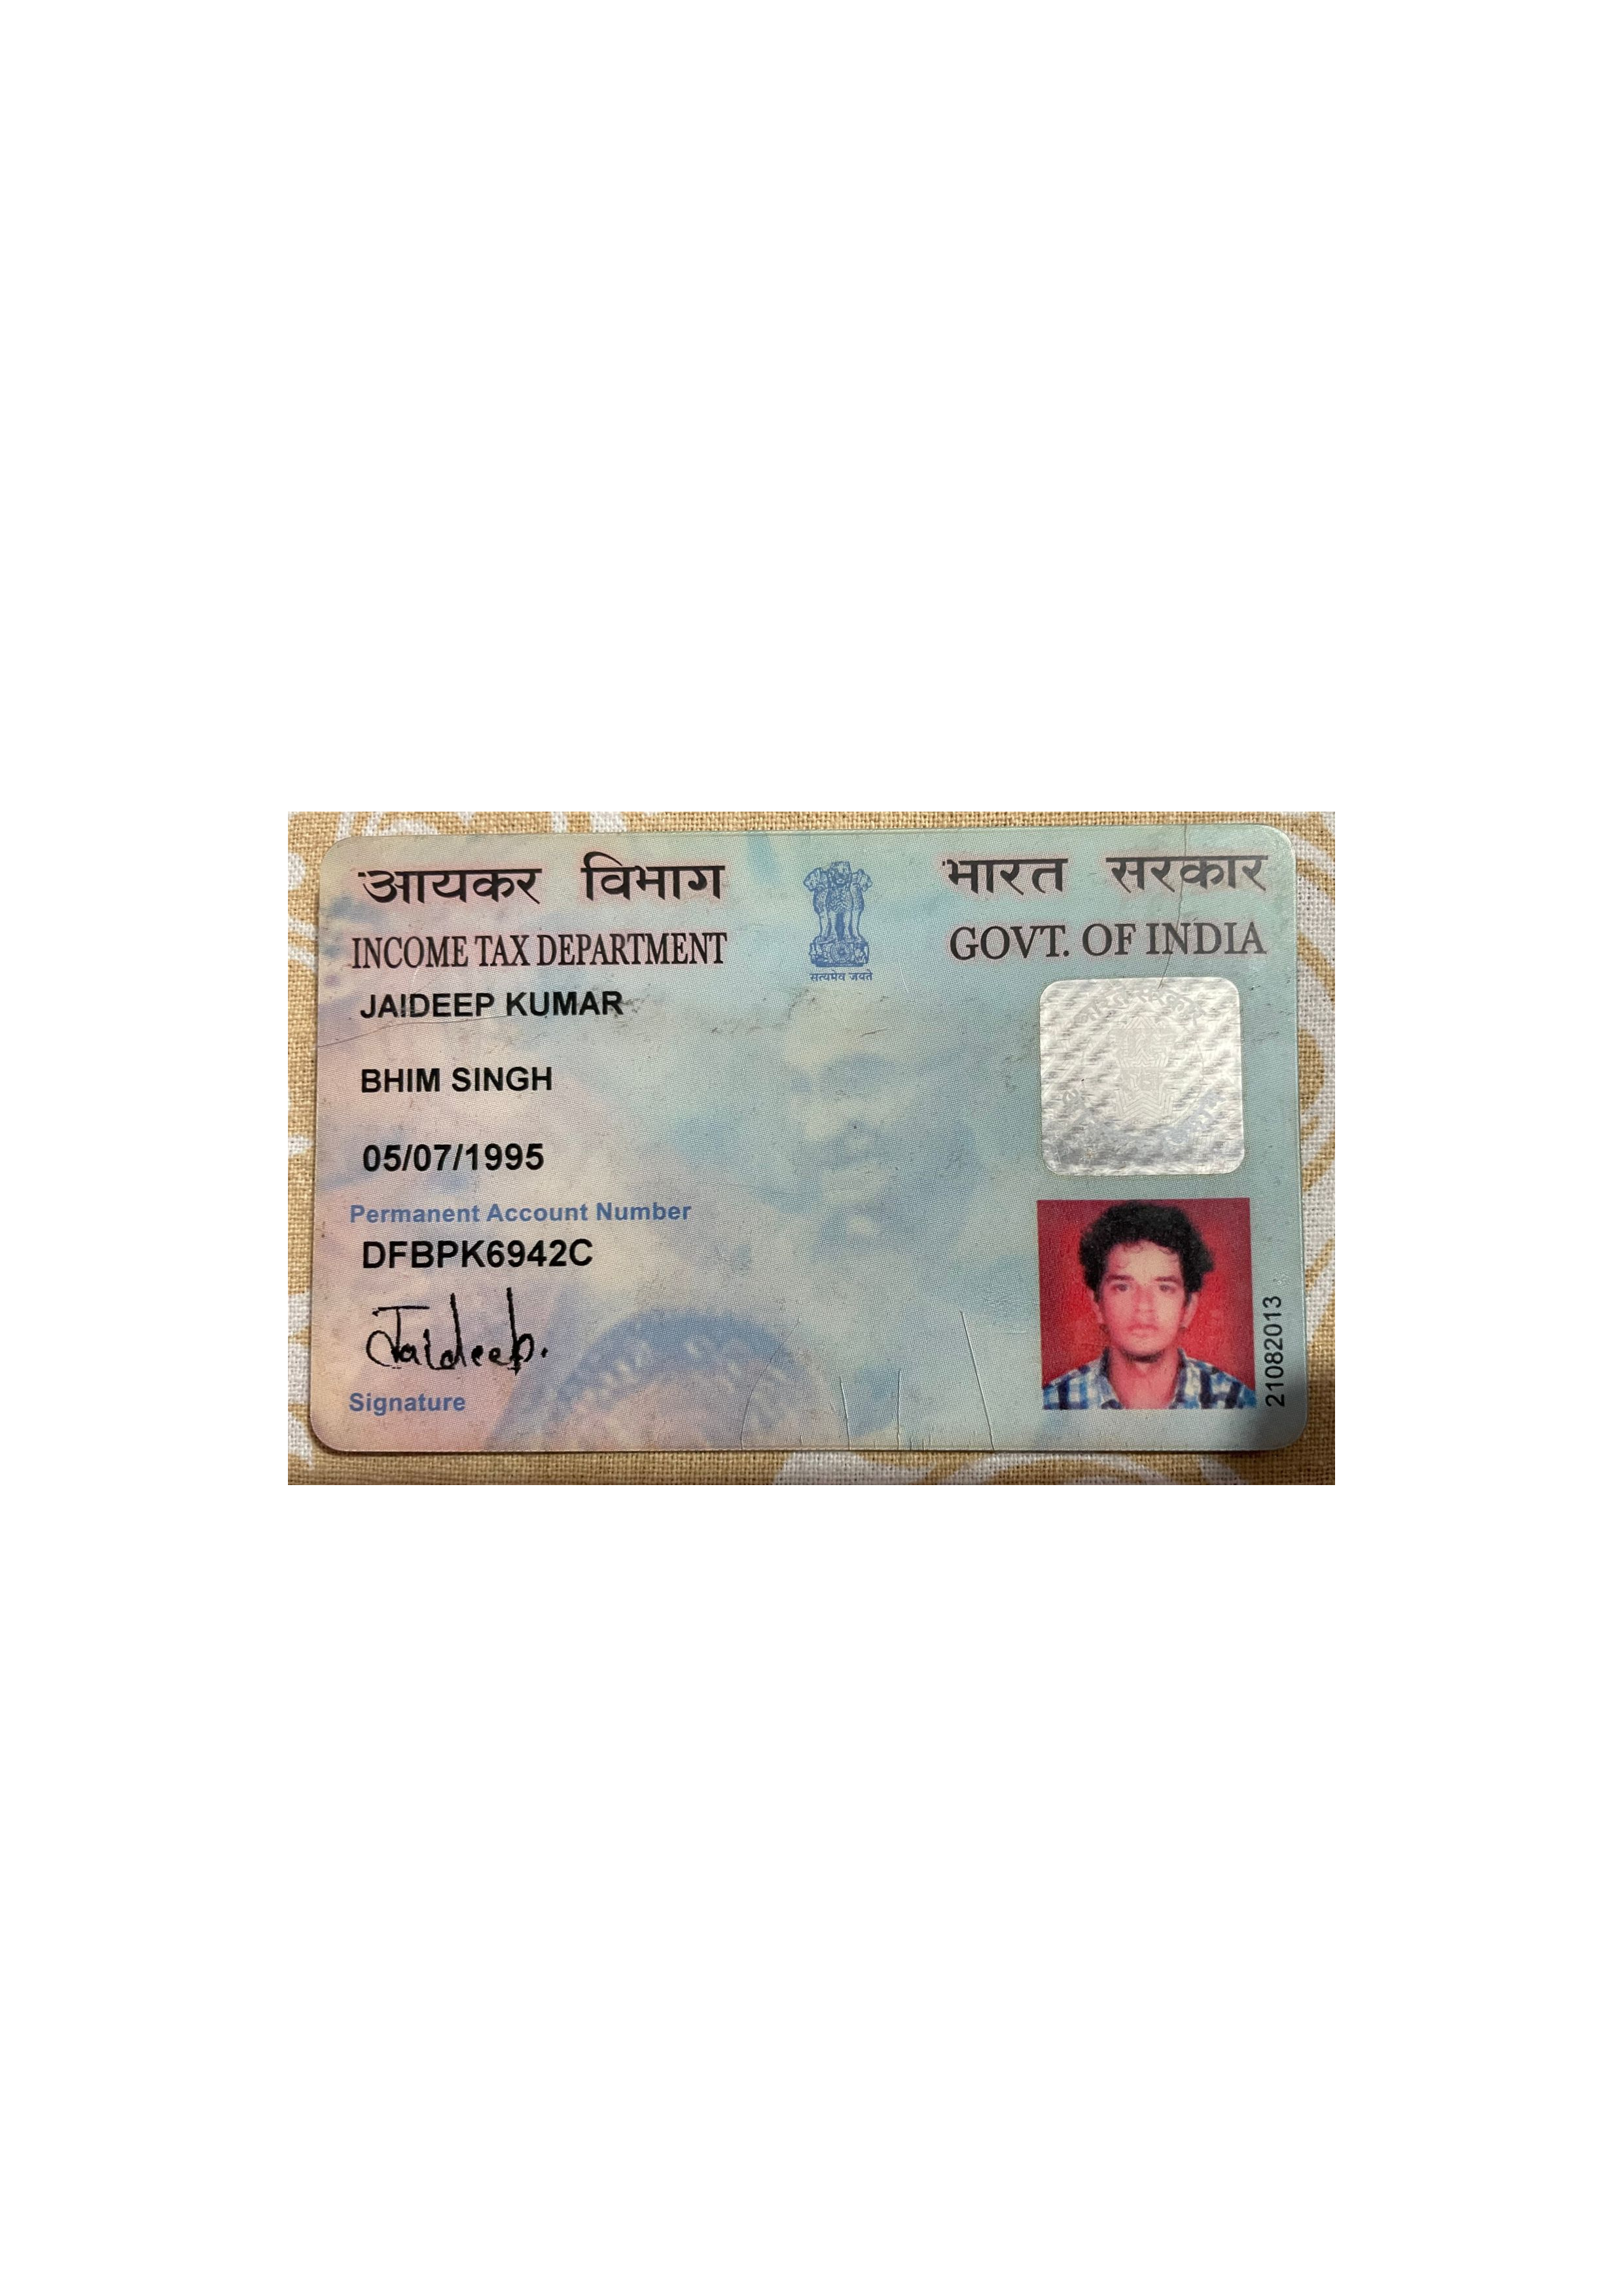 आयकर विभाग
INCOME TAX DEPARTMENT
सत्यमेव जयते
भारत सरकार
GOVT. OF INDIA
JAIDEEP KUMAR
BHIM SINGH
05/07/1995
Permanent Account Number
DFBPK6942C
Jaideep.
Signature
21082013